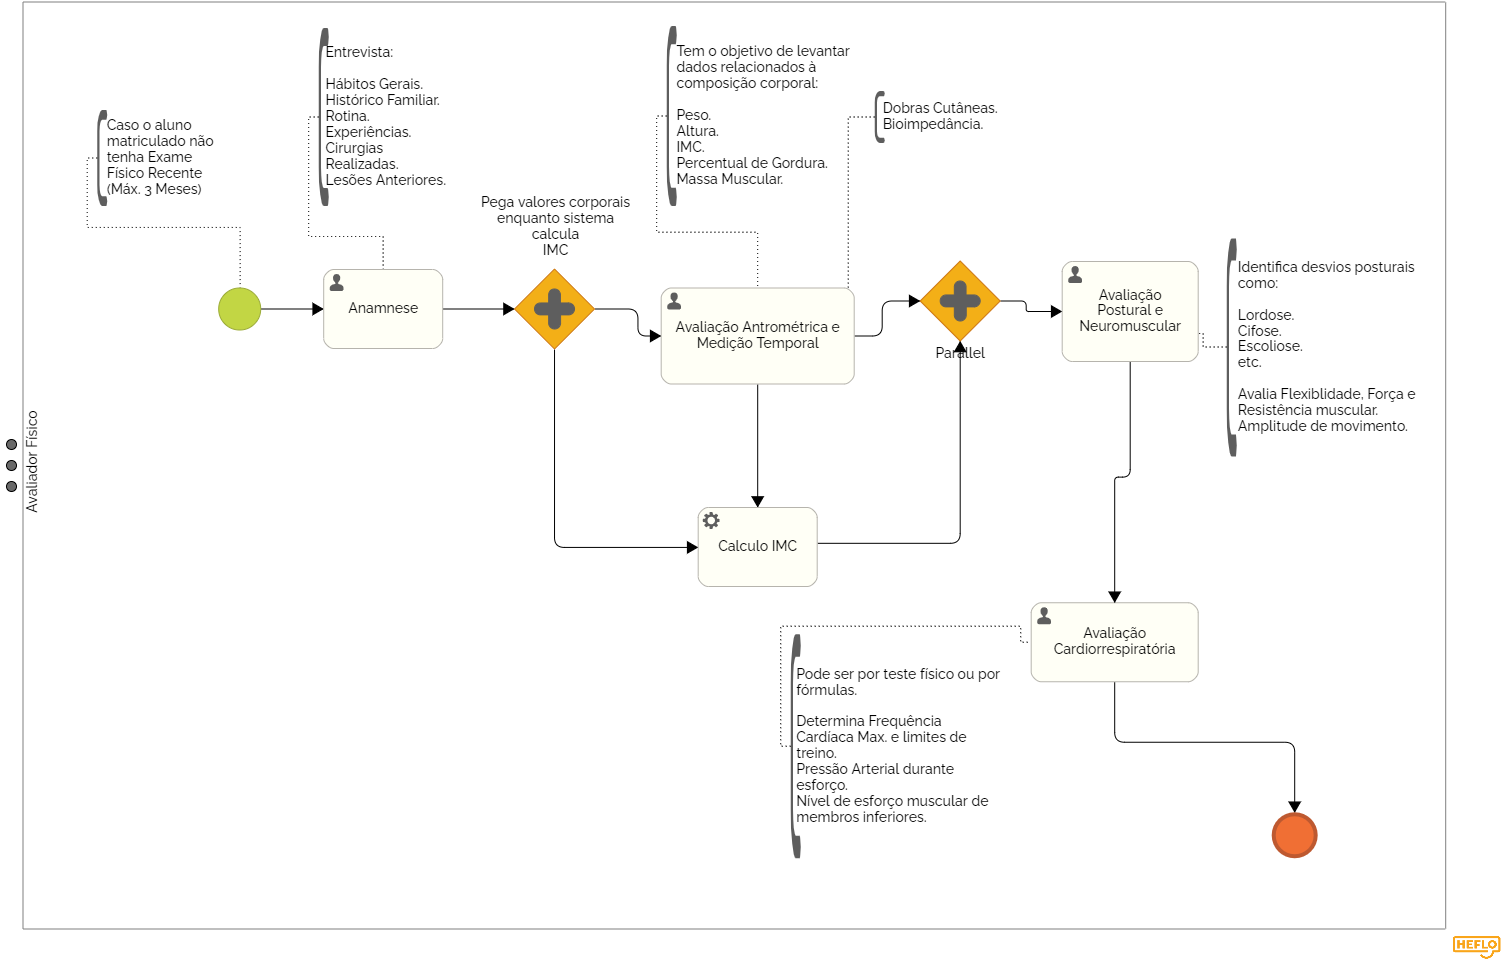 Caso o aluno
matriculado não
tenha Exame
Físico Recente
(Máx. 3 Meses)
Entrevista:
Hábitos Gerais.
Histórico Familiar.
Rotina.
Experiências.
Cirurgias
Realizadas.
Lesões Anteriores.
Pega valores corporais
enquanto sistema
calcula
IMC
Tem o objetivo de levantar
dados relacionados à
composição corporal:
Peso.
Altura.
IMC.
Percentual de Gordura.
Massa Muscular.
Dobras Cutâneas.
Bioimpedância.
Anamnese
Avaliação Antrométrica e
Medição Temporal
Parallel
Avaliação
Postural e
Neuromuscular
Identifica desvios posturais
como:
Lordose.
Cifose.
Escoliose.
etc.
Avalia Flexiblidade, Força e
Resistência muscular.
Amplitude de movimento.
Avaliador Físico
Calculo IMC
Avaliação
Cardiorrespiratória
Pode ser por teste físico ou por
fórmulas.
Determina Frequência
Cardíaca Max. e limites de
treino.
Pressão Arterial durante
esforço.
Nível de esforço muscular de
membros inferiores.
HEFLO